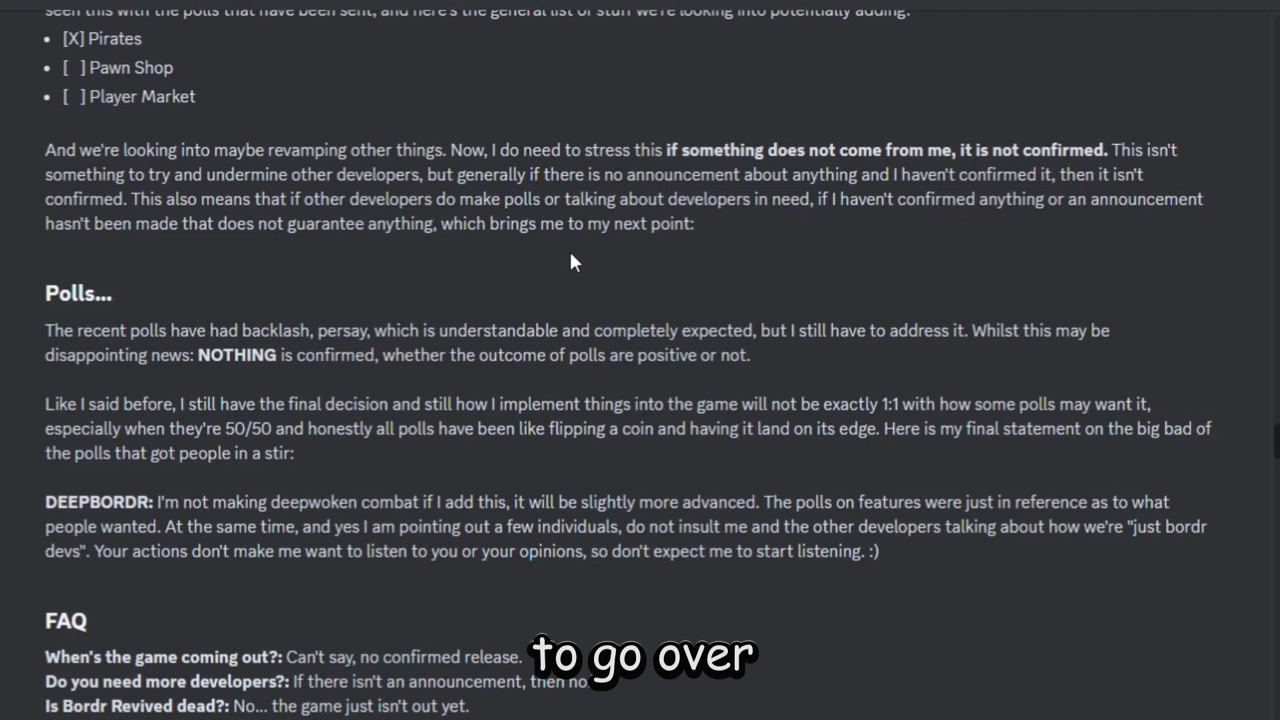 seen this with the polls that have been sent, and here's the general list of stuff we're looking into potentially adding:
• [X] Pirates
• [ ] Pawn Shop
• [ ] Player Market
And we're looking into maybe revamping other things. Now, I do need to stress this if something does not come from me, it is not confirmed. This isn't
something to try and undermine other developers, but generally if there is no announcement about anything and I haven't confirmed it, then it isn't
confirmed. This also means that if other developers do make polls or talking about developers in need, if I haven't confirmed anything or an announcement
hasn't been made that does not guarantee anything, which brings me to my next point:
Polls...
The recent polls have had backlash, persay, which is understandable and completely expected, but I still have to address it. Whilst this may be
disappointing news: NOTHING is confirmed, whether the outcome of polls are positive or not.
Like I said before, I still have the final decision and still how I implement things into the game will not be exactly 1:1 with how some polls may want it,
especially when they're 50/50 and honestly all polls have been like flipping a coin and having it land on its edge. Here is my final statement on the big bad of
the polls that got people in a stir:
DEEPBORDR: I'm not making deepwoken combat if I add this, it will be slightly more advanced. The polls on features were just in reference as to what
people wanted. At the same time, and yes I am pointing out a few individuals, do not insult me and the other developers talking about how we're "just bordr
devs". Your actions don't make me want to listen to you or your opinions, so don't expect me to start listening. :)
FAQ
When's the game coming out?: Can't say, no confirmed release.
Do you need more developers?: If there isn't an announcement, then no.
Is Bordr Revived dead?: No... the game just isn't out yet.
to go over